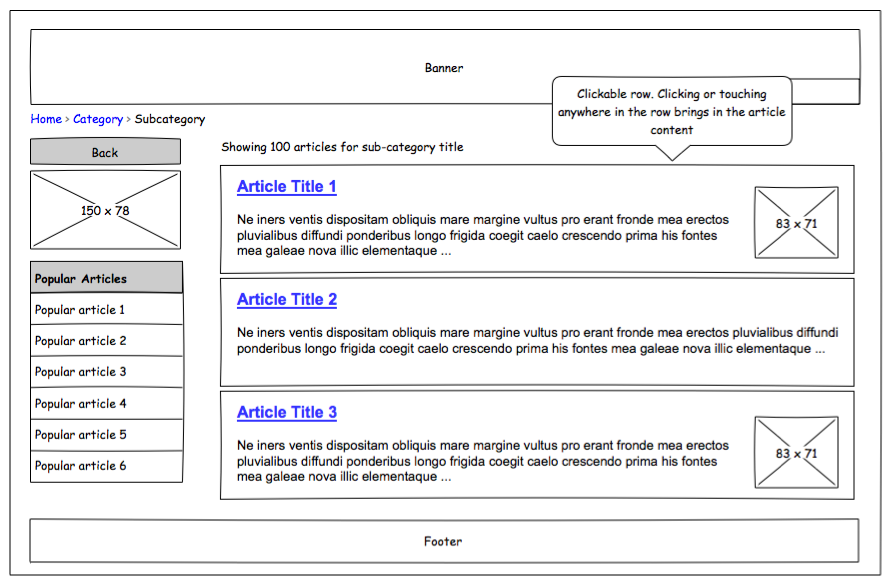 Banner
Clickable row. Clicking or touching
anywhere in the row brings in the article
content
Home > Category > Subcategory
Back
150 x 78
Popular Articles
Popular article 1
Popular article 2
Popular article 3
Popular article 4
Popular article 5
Popular article 6
Showing 100 articles for sub-category title
Article Title 1
Ne iners ventis dispositam obliquis mare margine vultus pro erant fronde mea erectos
pluvialibus diffundi ponderibus longo frigida coegit caelo crescendo prima his fontes
mea galeae nova illic elementaque ...
83 x 71
Article Title 2
Ne iners ventis dispositam obliquis mare margine vultus pro erant fronde mea erectos pluvialibus diffundi
ponderibus longo frigida coegit caelo crescendo prima his fontes mea galeae nova illic elementaque ...
Article Title 3
Ne iners ventis dispositam obliquis mare margine vultus pro erant fronde mea erectos
pluvialibus diffundi ponderibus longo frigida coegit caelo crescendo prima his fontes
mea galeae nova illic elementaque ...
83 x 71
Footer